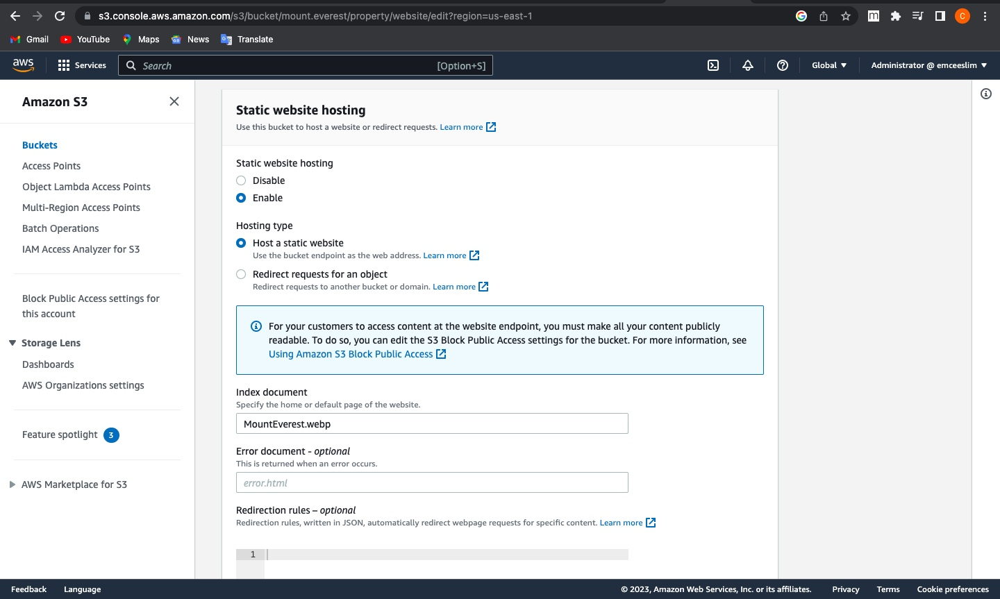 s3.console.aws.amazon.com/s3/bucket/mount.everest/property/website/edit?region=us-east-1
G
m
C
Gmail
YouTube
Maps
News
Translate
aws
Services
Search
[Option+S]
Global
Administrator @ emceeslim
Amazon S3
Buckets
Access Points
Object Lambda Access Points
Multi-Region Access Points
Batch Operations
IAM Access Analyzer for S3
Block Public Access settings for
this account
Storage Lens
Dashboards
AWS Organizations settings
Feature spotlight 3
AWS Marketplace for S3
Static website hosting
Use this bucket to host a website or redirect requests. Learn more
Static website hosting
Disable
Enable
Hosting type
Host a static website
Use the bucket endpoint as the web address. Learn more
Redirect requests for an object
Redirect requests to another bucket or domain. Learn more
For your customers to access content at the website endpoint, you must make all your content publicly
readable. To do so, you can edit the S3 Block Public Access settings for the bucket. For more information, see
Using Amazon S3 Block Public Access
Index document
Specify the home or default page of the website.
MountEverest.webp
Error document - optional
This is returned when an error occurs.
error.html
Redirection rules – optional
Redirection rules, written in JSON, automatically redirect webpage requests for specific content. Learn more
1
Feedback
Language
© 2023, Amazon Web Services, Inc. or its affiliates.
Privacy
Terms
Cookie preferences